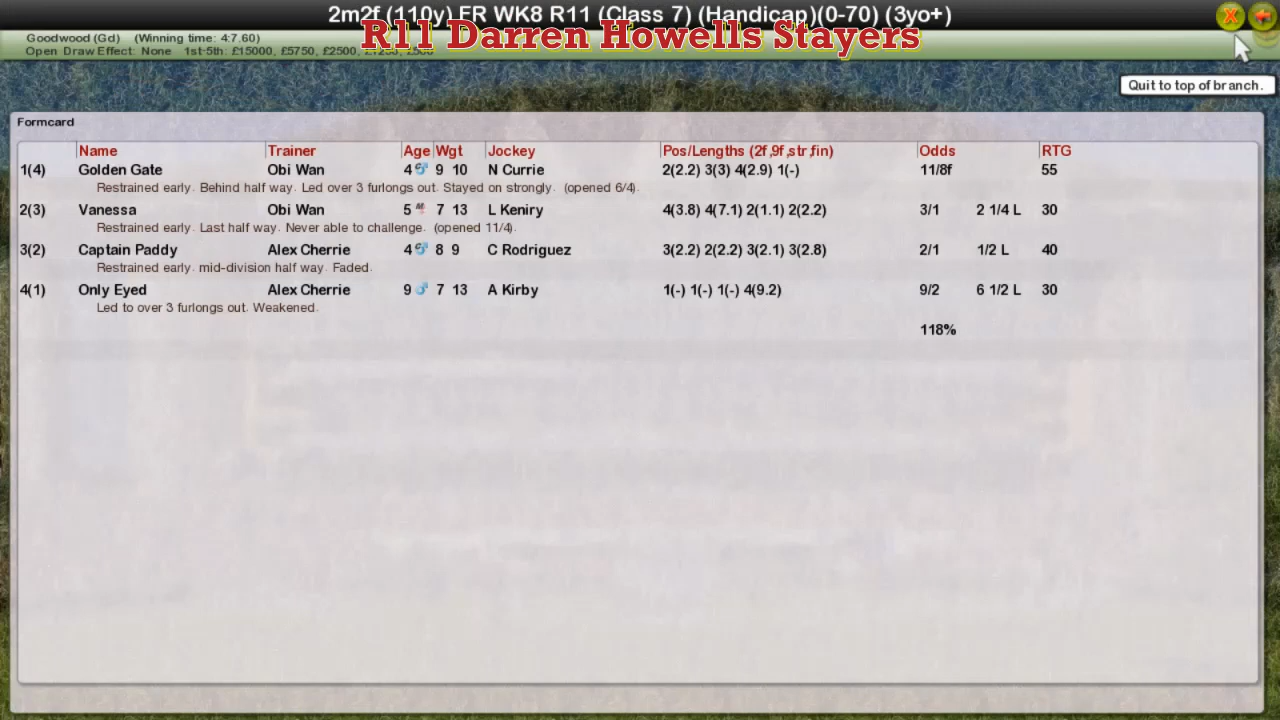 2m2f (110y) FR WK8 R11 (Class 7) (Handicap)(0-70) (3yo+)
R11 Darren Howells Stayers
Goodwood (Gd) (Winning time: 4:7.60)
Open Draw Effect: None 1st-5th: £15000, £5750, £2500, £1250, £500
Quit to top of branch.
Formcard
Name Trainer Age Wgt Jockey Pos/Lengths (2f,9f,str,fin) Odds RTG
1(4) Golden Gate Obi Wan 4 9 10 N Currie 2(2.2) 3(3) 4(2.9) 1(-) 11/8f 55
Restrained early. Behind half way. Led over 3 furlongs out. Stayed on strongly. (opened 6/4).
2(3) Vanessa Obi Wan 5 7 13 L Keniry 4(3.8) 4(7.1) 2(1.1) 2(2.2) 3/1 2 1/4 L 30
Restrained early. Last half way. Never able to challenge. (opened 11/4).
3(2) Captain Paddy Alex Cherrie 4 8 9 C Rodriguez 3(2.2) 2(2.2) 3(2.1) 3(2.8) 2/1 1/2 L 40
Restrained early. mid-division half way. Faded.
4(1) Only Eyed Alex Cherrie 9 7 13 A Kirby 1(-) 1(-) 1(-) 4(9.2) 9/2 6 1/2 L 30
Led to over 3 furlongs out. Weakened.
118%